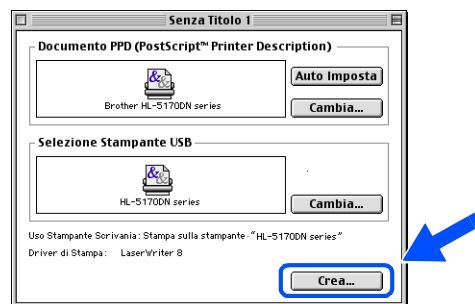 Senza Titolo 1
Documento PPD (PostScript™ Printer Description)
Auto Imposta
Brother HL-5170DN series
Cambia...
Selezione Stampante USB
HL-5170DN series
Cambia...
Uso Stampante Scrivania: Stampa sulla stampante-“HL-5170DN series”
Driver di Stampa: LaserWriter 8
Crea...